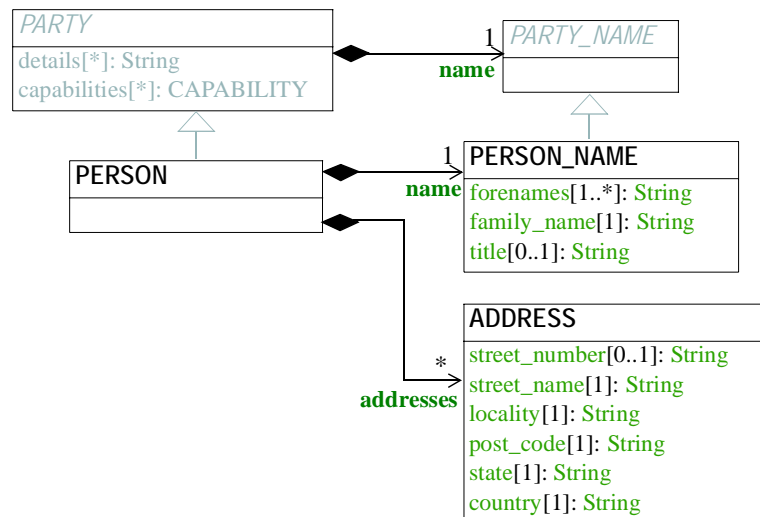 PARTY
details[*]: String
capabilities[*]: CAPABILITY
1
name
PARTY_NAME
PERSON
1
name
PERSON_NAME
forenames[1..*]: String
family_name[1]: String
title[0..1]: String
*
addresses
ADDRESS
street_number[0..1]: String
street_name[1]: String
locality[1]: String
post_code[1]: String
state[1]: String
country[1]: String